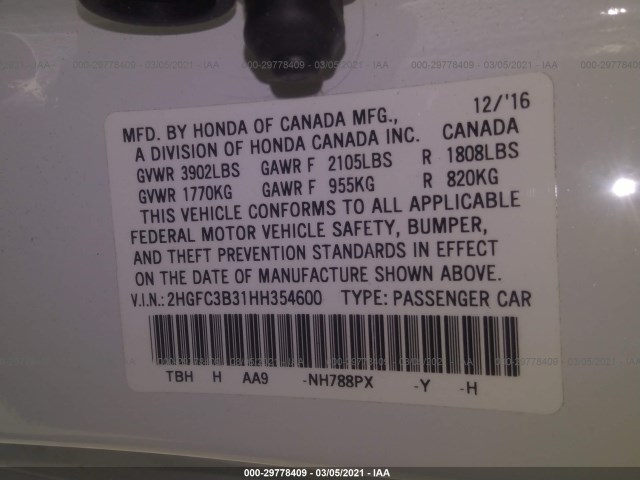 000-29778409 - 03/05/2021 - IAA
12/'16
MFD. BY HONDA OF CANADA MFG.,
A DIVISION OF HONDA CANADA INC. CANADA
GVWR 3902LBS GAWR F 2105LBS R 1808LBS
GVWR 1770KG GAWR F 955KG R 820KG
THIS VEHICLE CONFORMS TO ALL APPLICABLE
FEDERAL MOTOR VEHICLE SAFETY, BUMPER,
AND THEFT PREVENTION STANDARDS IN EFFECT
ON THE DATE OF MANUFACTURE SHOWN ABOVE.
V.I.N.: 2HGFC3B31HH354600 TYPE: PASSENGER CAR
TBH H AA9 -NH788PX -Y -H
000-29778409 - 03/05/2021 - IAA